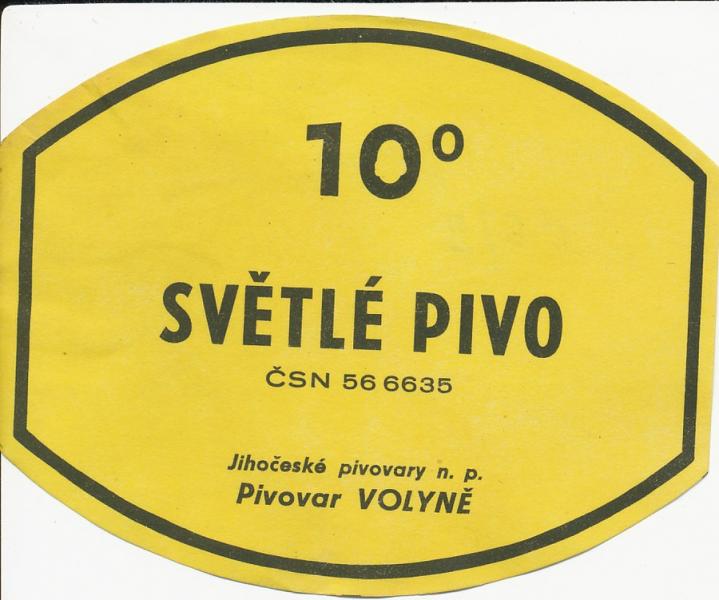 10°
SVĚTLÉ PIVO
ČSN 56 6635
Jihočeské pivovary n. p.
Pivovar VOLYNĚ